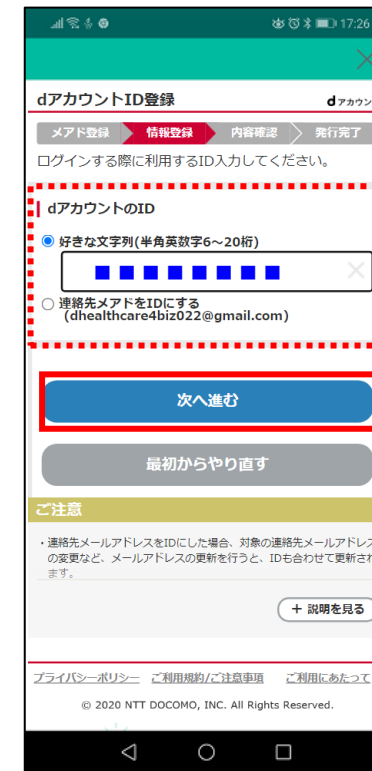 17:26
dアカウントID登録
dアカウン
メアド登録 情報登録 内容確認 発行完了
ログインする際に利用するID入力してください。
dアカウントのID
好きな文字列(半角英数字6～20桁)
連絡先メアドをIDにする
(dhealthcare4biz022@gmail.com)
次へ進む
最初からやり直す
ご注意
・連絡先メールアドレスをIDにした場合、対象の連絡先メールアドレス
の変更など、メールアドレスの更新を行うと、IDも合わせて更新され
ます。
＋ 説明を見る
プライバシーポリシー ご利用規約/ご注意事項 ご利用にあたって
© 2020 NTT DOCOMO, INC. All Rights Reserved.